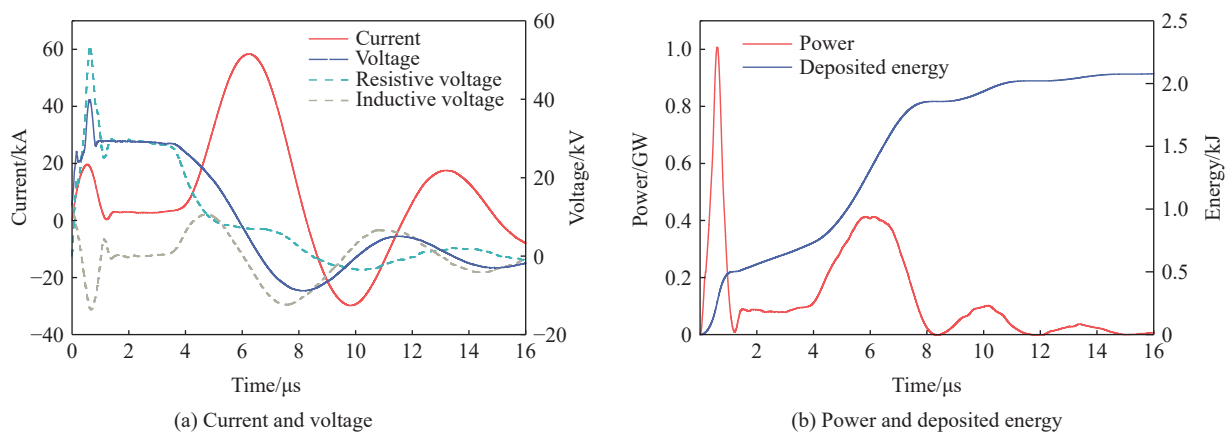 60
40
20
0
−20
−40
Current/kA
60
40
20
0
−20
Voltage/kV
Current
Voltage
Resistive voltage
Inductive voltage
0 2 4 6 8 10 12 14 16
Time/μs
(a) Current and voltage
1.0
0.8
0.6
0.4
0.2
0
Power/GW
2.5
2.0
1.5
1.0
0.5
0
Energy/kJ
Power
Deposited energy
2 4 6 8 10 12 14 16
Time/μs
(b) Power and deposited energy